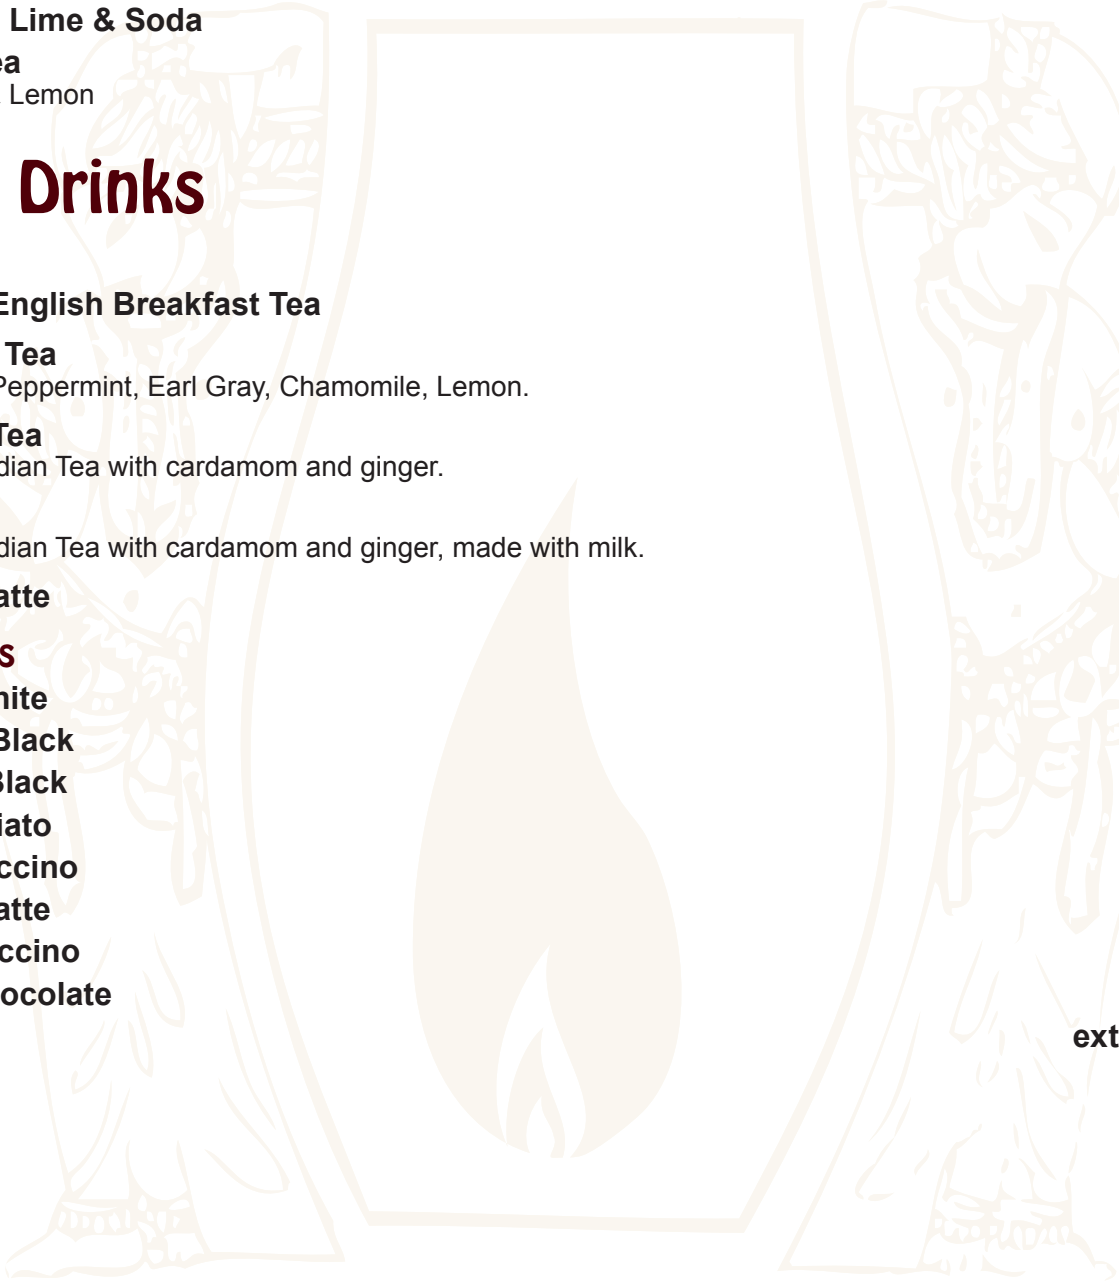 Lime & Soda
ea
Lemon
Drinks
English Breakfast Tea
Tea
Peppermint, Earl Gray, Chamomile, Lemon.
Tea
dian Tea with cardamom and ginger.
dian Tea with cardamom and ginger, made with milk.
atte
s
nite
Black
Black
iato
ccino
atte
ccino
ocolate
ext